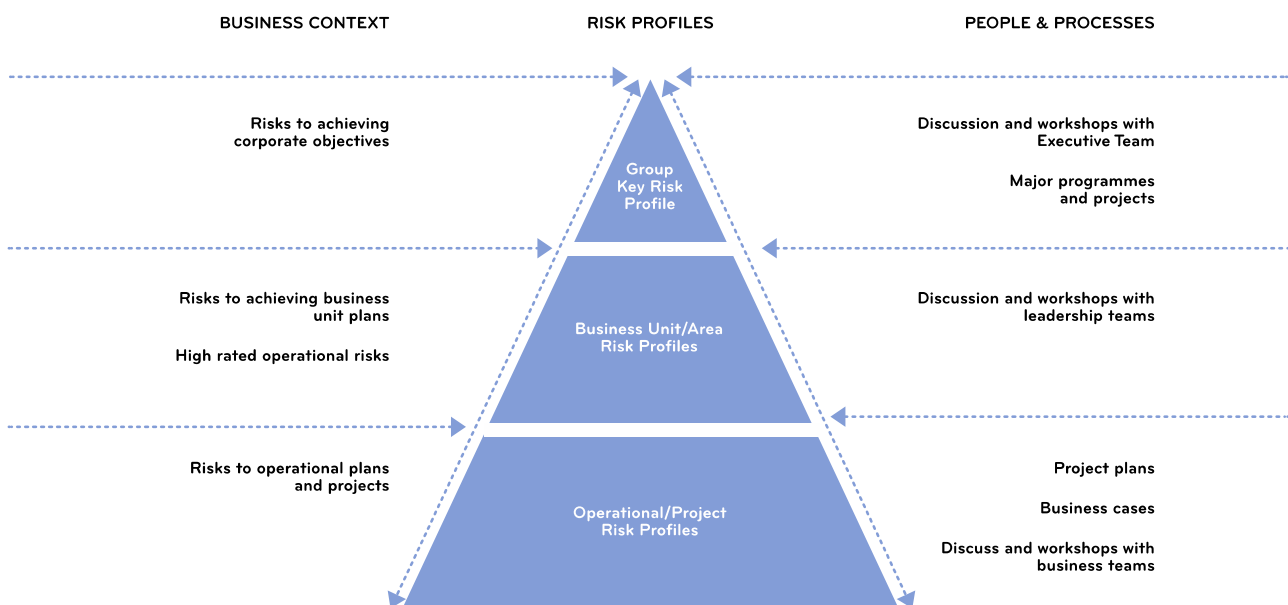 BUSINESS CONTEXT
RISK PROFILES
PEOPLE & PROCESSES
Risks to achieving
corporate objectives
Group
Key Risk
Profile
Discussion and workshops with
Executive Team
Major programmes
and projects
Risks to achieving business
unit plans
High rated operational risks
Business Unit/Area
Risk Profiles
Discussion and workshops with
leadership teams
Risks to operational plans
and projects
Operational/Project
Risk Profiles
Project plans
Business cases
Discuss and workshops with
business teams